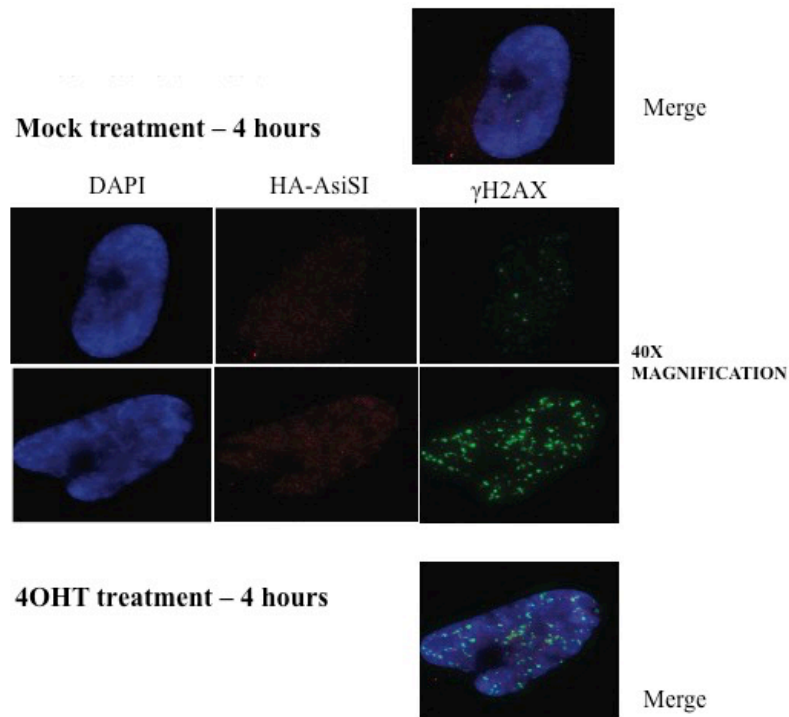 Merge
Mock treatment – 4 hours
DAPI HA-AsiSI γH2AX
40X
MAGNIFICATION
4OHT treatment – 4 hours
Merge